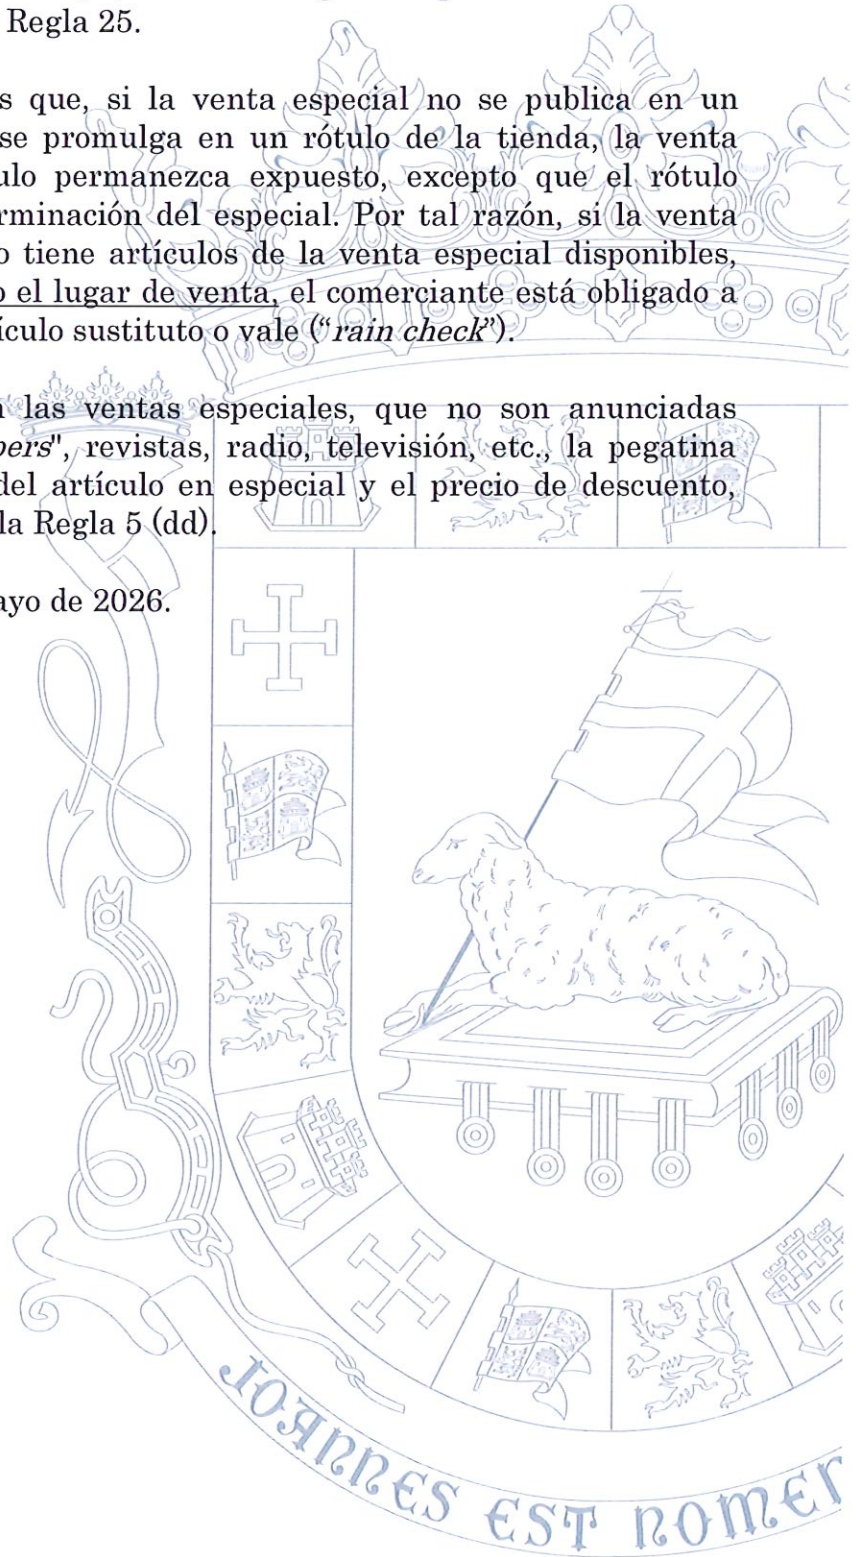 Regla 25.
s que, si la venta especial no se publica en un
se promulga en un rótulo de la tienda, la venta
ulo permanezca expuesto, excepto que el rótulo
rminación del especial. Por tal razón, si la venta
o tiene artículos de la venta especial disponibles,
o el lugar de venta, el comerciante está obligado a
ículo sustituto o vale (“rain check”).
las ventas especiales, que no son anunciadas
pers", revistas, radio, televisión, etc., la pegatina
del artículo en especial y el precio de descuento,
la Regla 5 (dd).
ayo de 2026.
JOANNES EST NOMEN